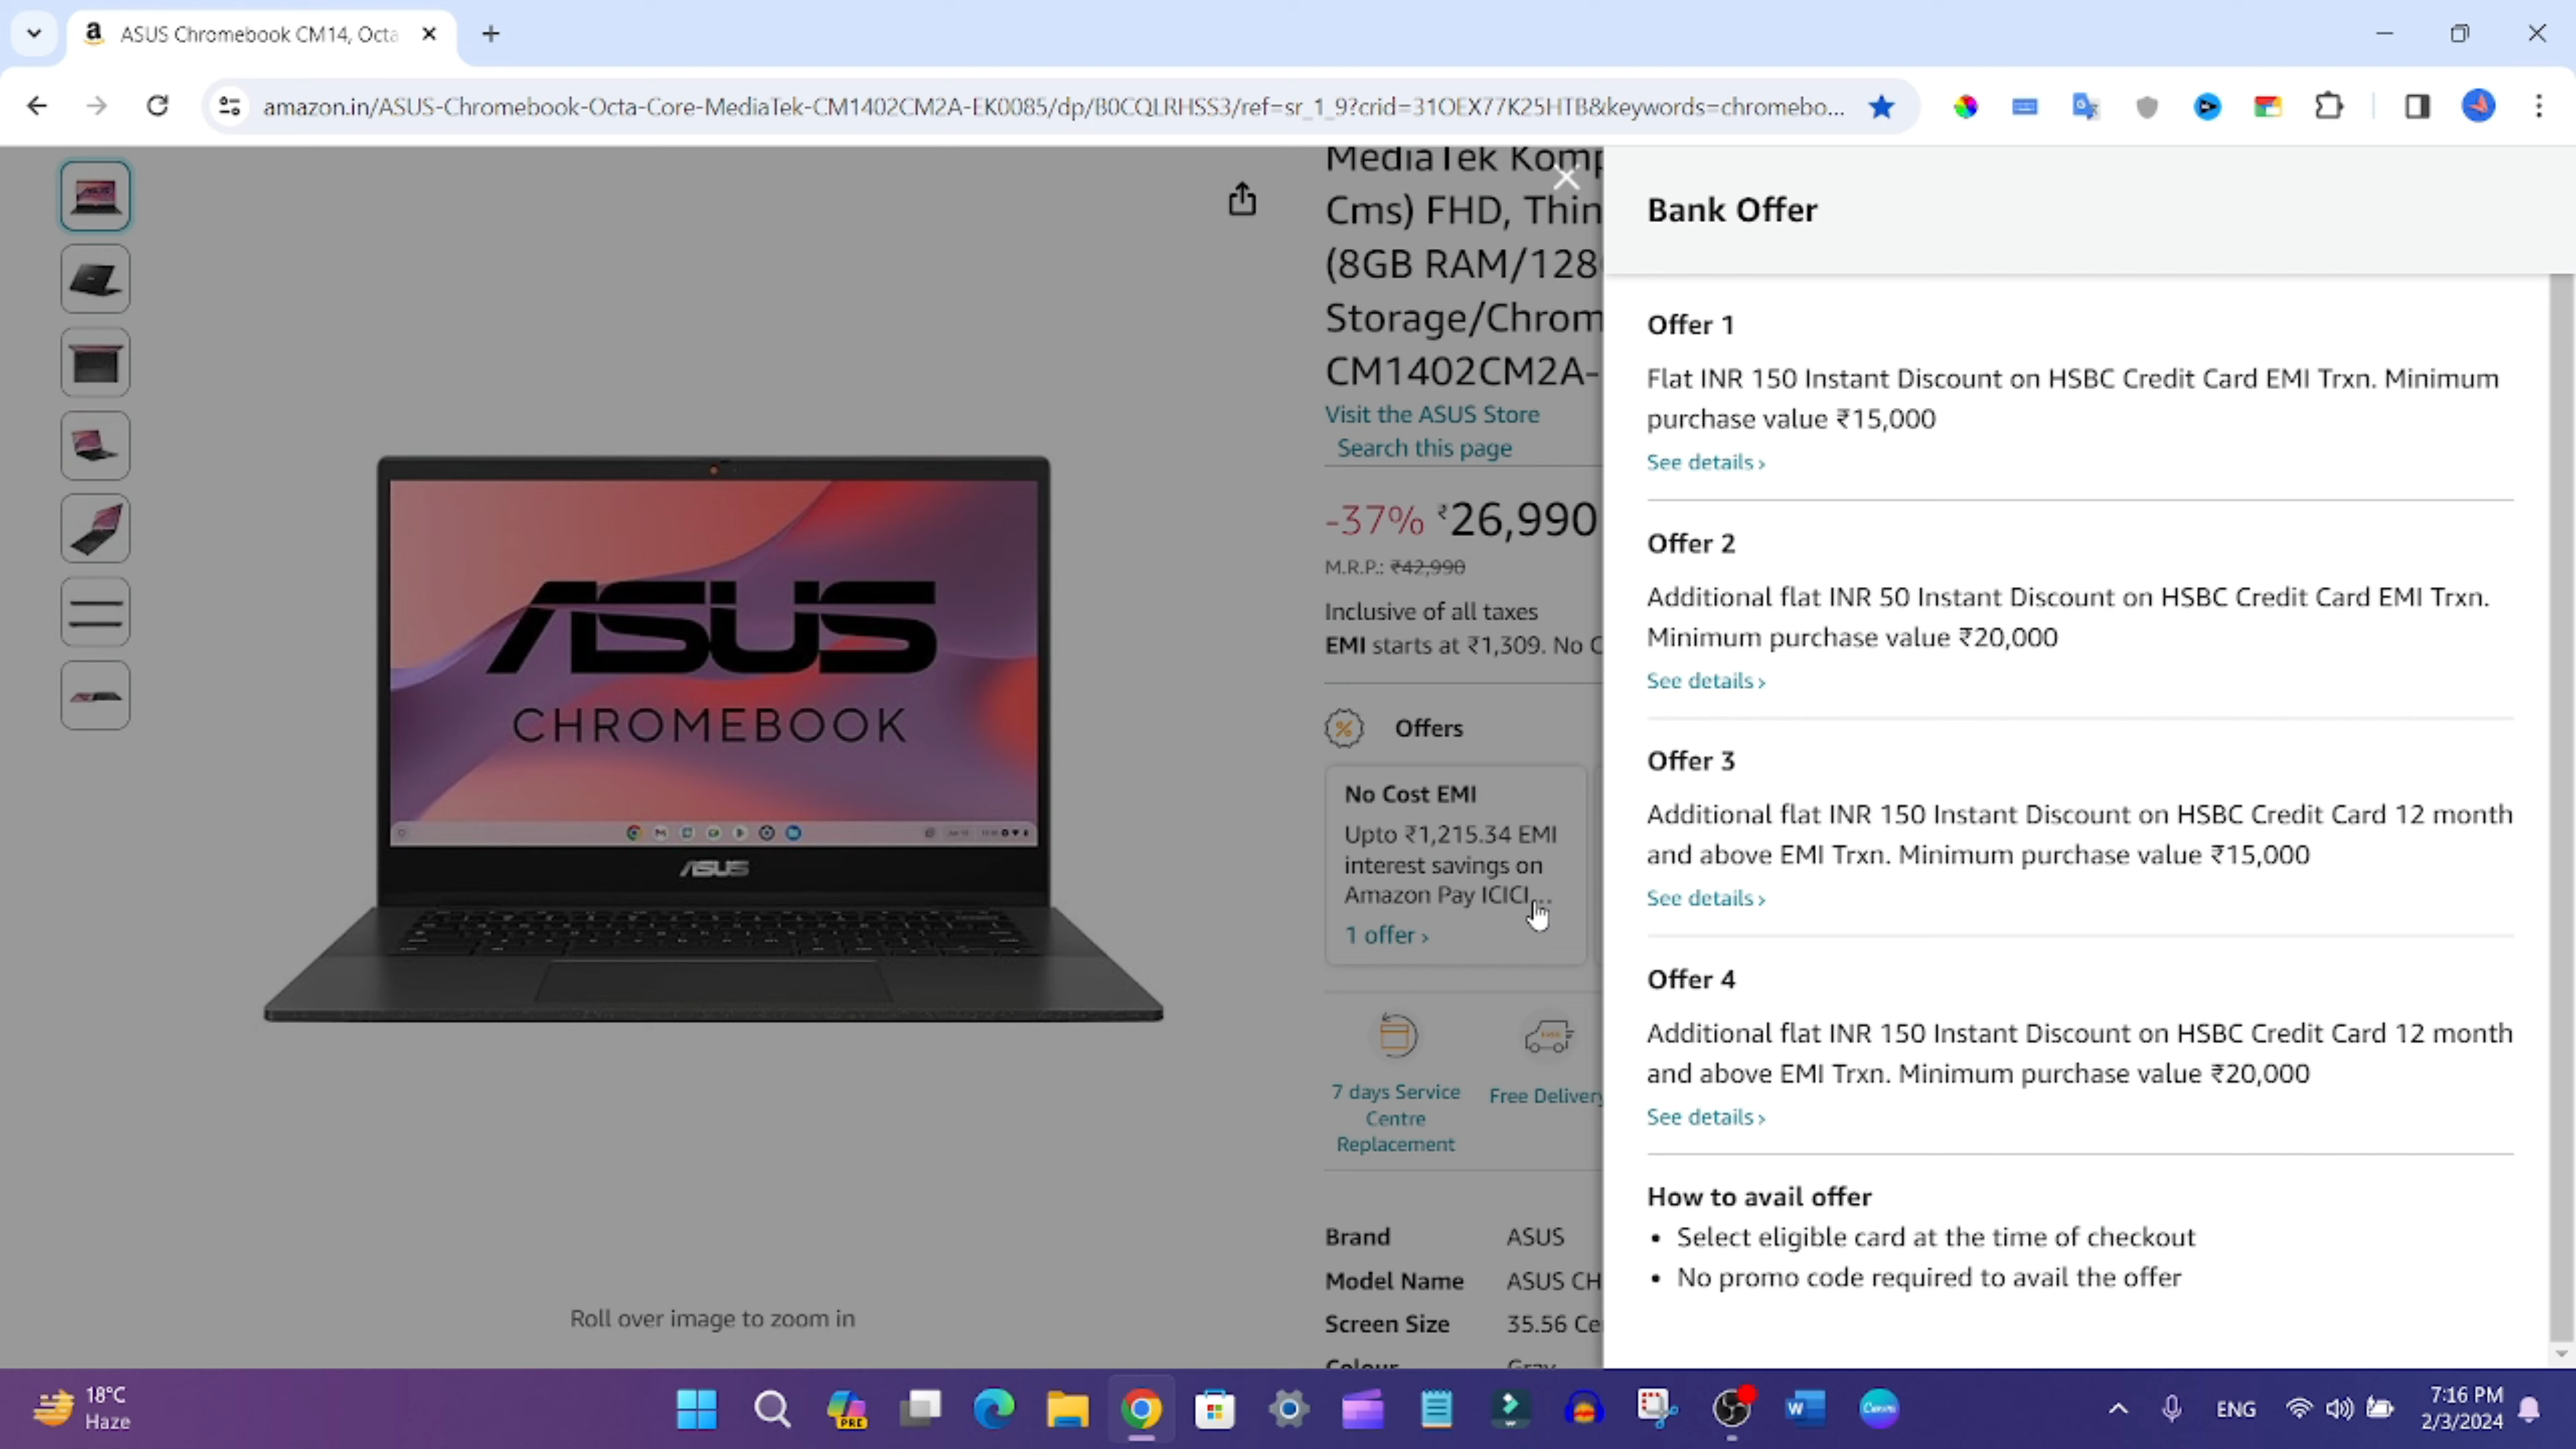 ASUS Chromebook CM14, Octa
amazon.in/ASUS-Chromebook-Octa-Core-MediaTek-CM1402CM2A-EK0085/dp/B0CQLRHSS3/ref=sr_1_9?crid=31OEX77K25HTB&keywords=chromebo...
MediaTek Komp
Cms) FHD, Thin
(8GB RAM/128
Storage/Chrom
CM1402CM2A-
Visit the ASUS Store
Search this page
-37% ₹26,990
M.R.P.: ₹42,990
Inclusive of all taxes
EMI starts at ₹1,309. No C
Offers
No Cost EMI
Upto ₹1,215.34 EMI
interest savings on
Amazon Pay ICICI...
1 offer ›
7 days Service
Centre
Replacement
Free Delivery
Brand ASUS
Model Name ASUS CH
Screen Size 35.56 Ce
Colour Gray
ASUS
CHROMEBOOK
ASUS
Roll over image to zoom in
Bank Offer
Offer 1
Flat INR 150 Instant Discount on HSBC Credit Card EMI Trxn. Minimum
purchase value ₹15,000
See details ›
Offer 2
Additional flat INR 50 Instant Discount on HSBC Credit Card EMI Trxn.
Minimum purchase value ₹20,000
See details ›
Offer 3
Additional flat INR 150 Instant Discount on HSBC Credit Card 12 month
and above EMI Trxn. Minimum purchase value ₹15,000
See details ›
Offer 4
Additional flat INR 150 Instant Discount on HSBC Credit Card 12 month
and above EMI Trxn. Minimum purchase value ₹20,000
See details ›
How to avail offer
• Select eligible card at the time of checkout
• No promo code required to avail the offer
18°C
Haze
PRE
Canva
ENG
7:16 PM
2/3/2024